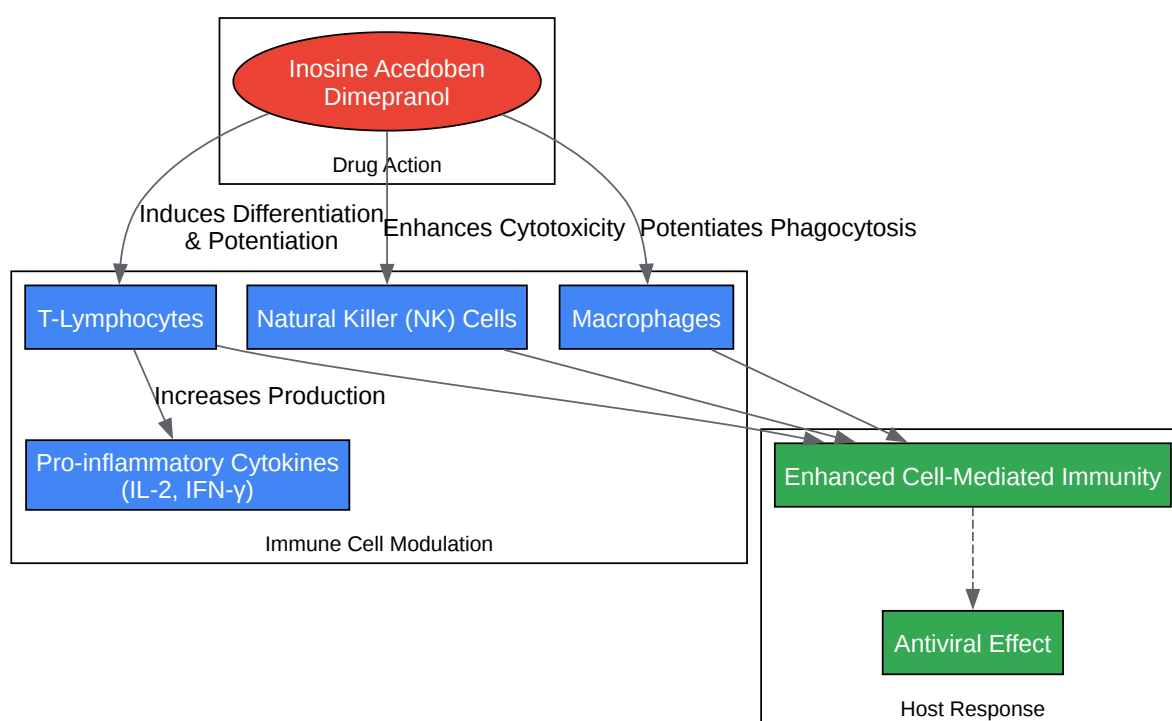 Inosine Acedoben
Dimepranol
Drug Action
Induces Differentiation
& Potentiation
Enhances Cytotoxicity
Potentiates Phagocytosis
T-Lymphocytes
Natural Killer (NK) Cells
Macrophages
Increases Production
Pro-inflammatory Cytokines
(IL-2, IFN-γ)
Immune Cell Modulation
Enhanced Cell-Mediated Immunity
Antiviral Effect
Host Response